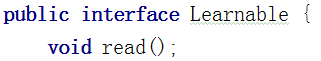 public interface Learnable {
    void read();